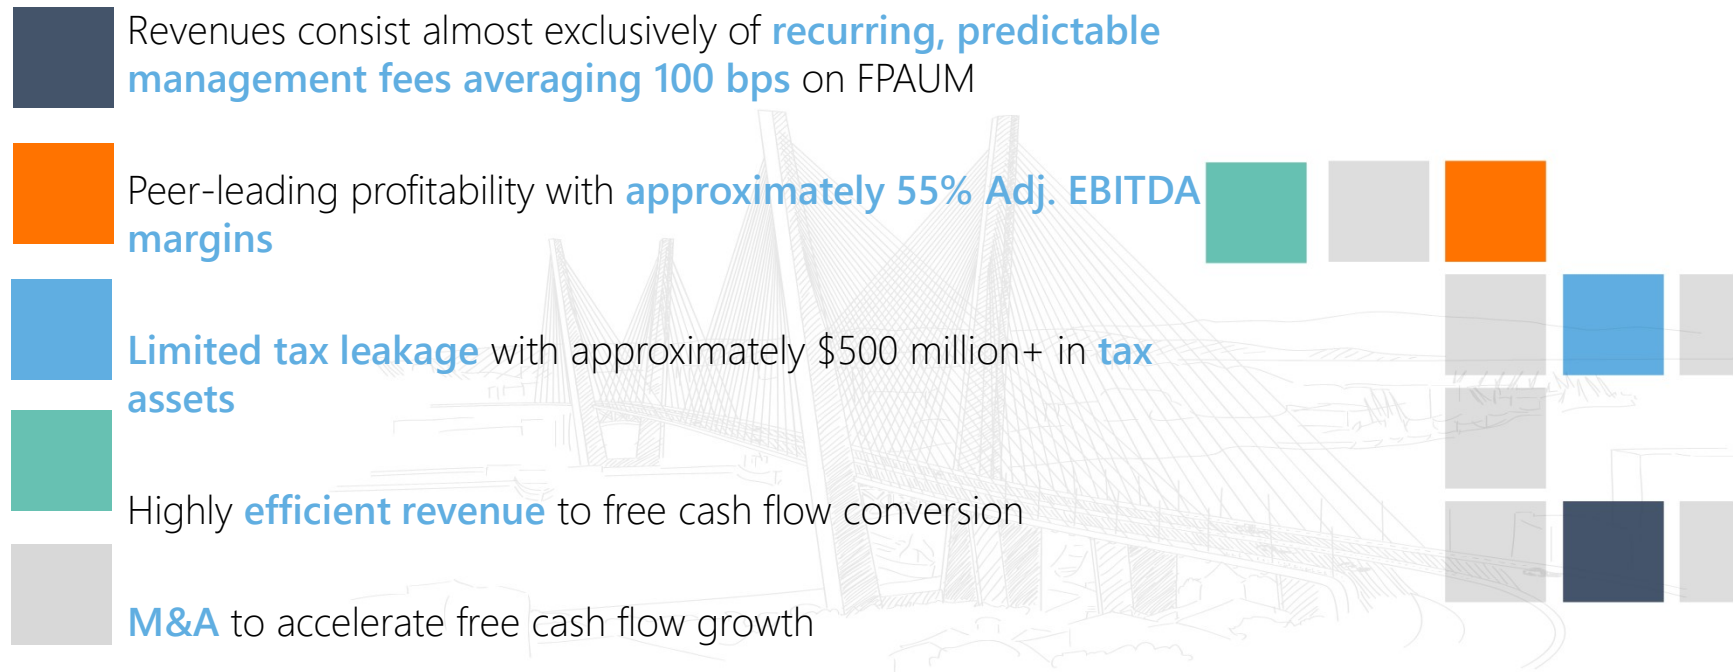 Revenues consist almost exclusively of recurring, predictable
management fees averaging 100 bps on FPAUM
Peer-leading profitability with approximately 55% Adj. EBITDA
margins
Limited tax leakage with approximately $500 million+ in tax
assets
Highly efficient revenue to free cash flow conversion
M&A to accelerate free cash flow growth